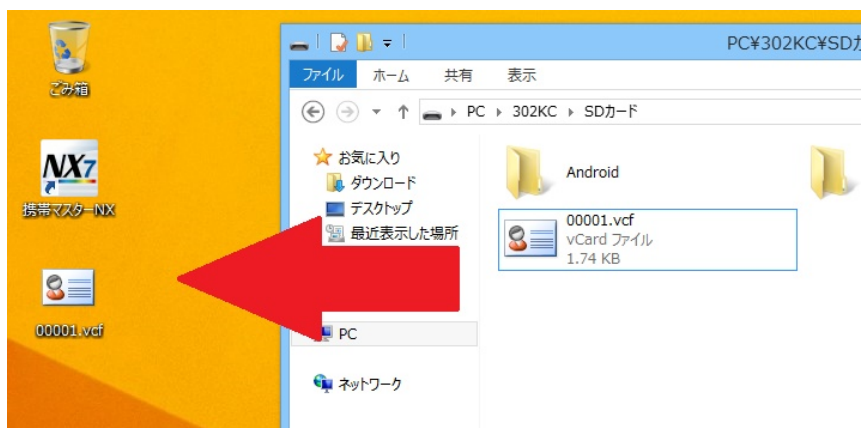 ごみ箱
NX7
携帯マスターNX
00001.vcf
PC¥302KC¥SDカ
ファイル ホーム 共有 表示
PC 302KC SDカード
お気に入り
ダウンロード
デスクトップ
最近表示した場所
PC
ネットワーク
Android
00001.vcf
vCard ファイル
1.74 KB